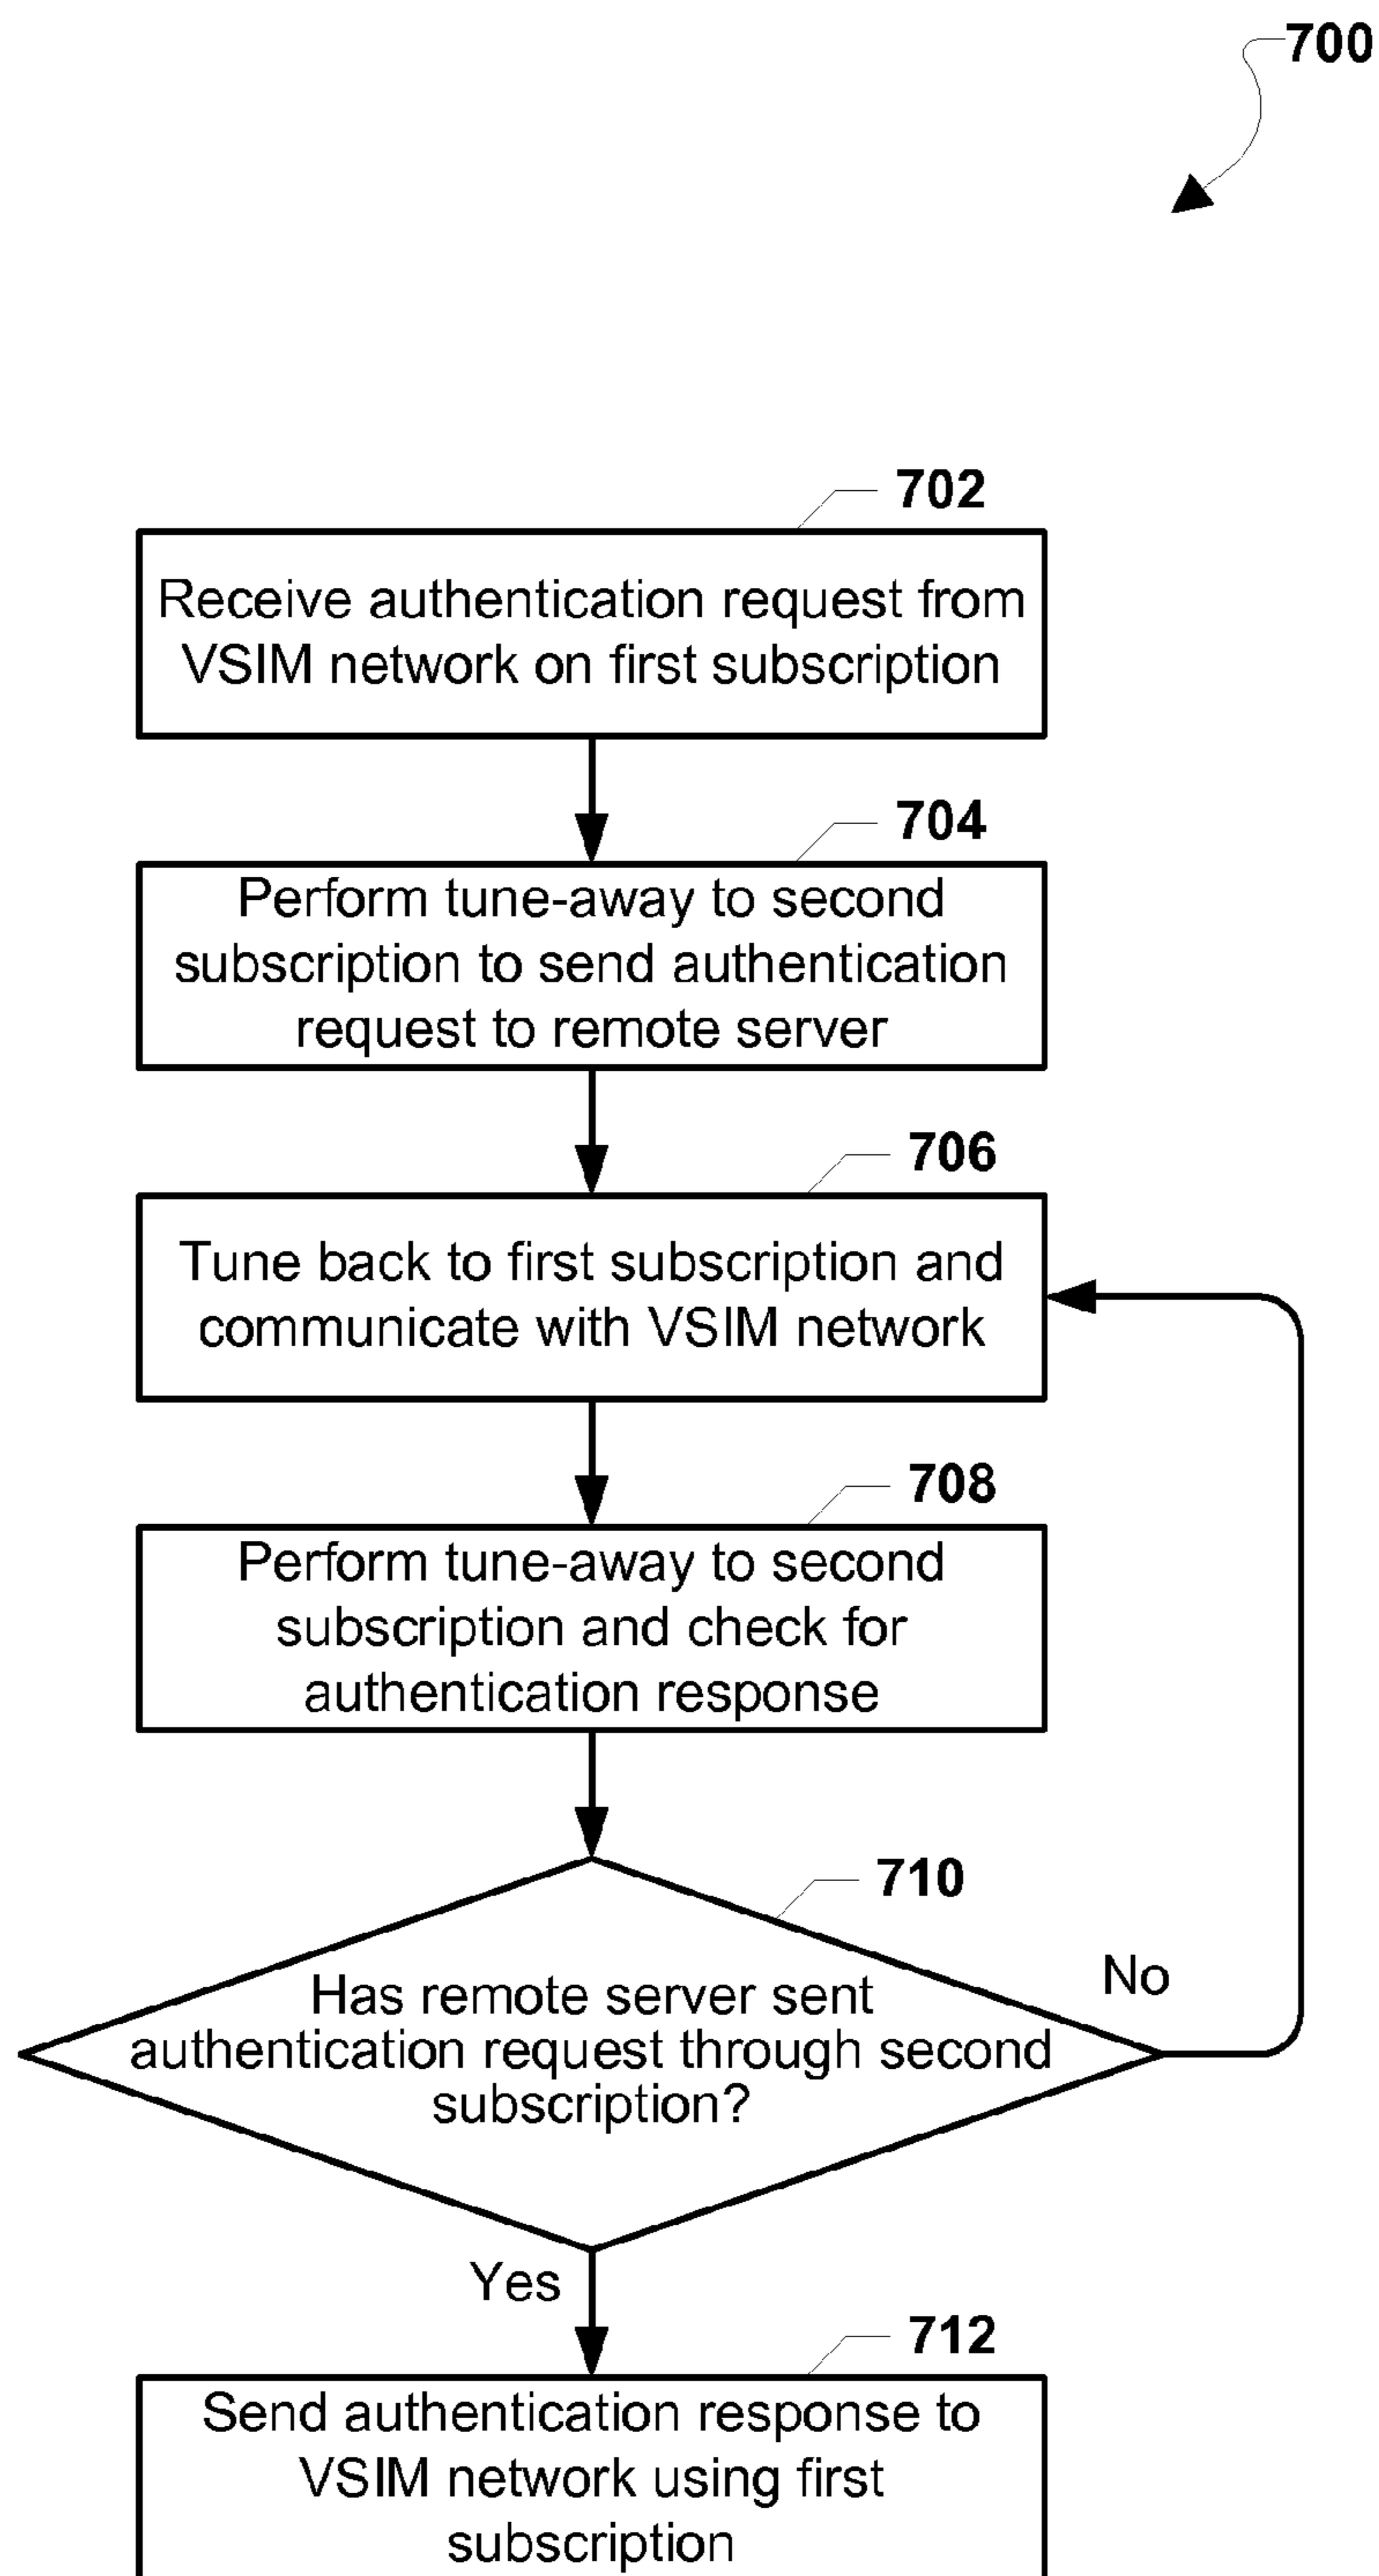 700
702
Receive authentication request from
VSIM network on first subscription
704
Perform tune-away to second
subscription to send authentication
request to remote server
706
Tune back to first subscription and
communicate with VSIM network
708
Perform tune-away to second
subscription and check for
authentication response
710
Has remote server sent
authentication request through second
subscription?
No
Yes
712
Send authentication response to
VSIM network using first
subscription